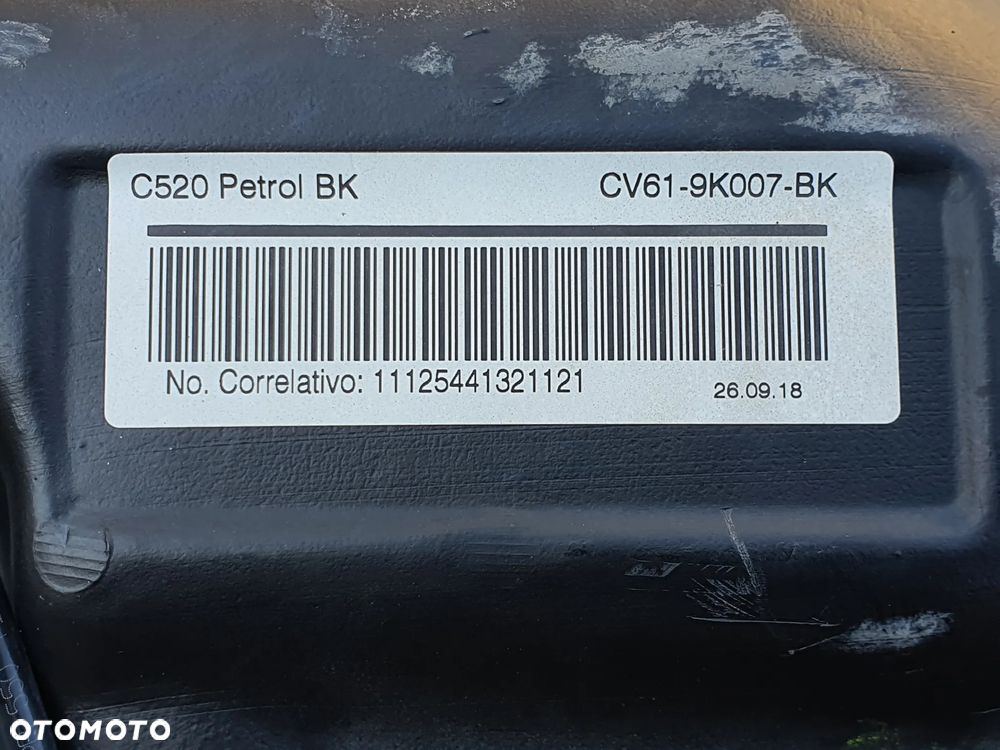 C520 Petrol BK
CV61-9K007-BK
No. Correlativo: 11125441321121
26.09.18
OTOMOTO